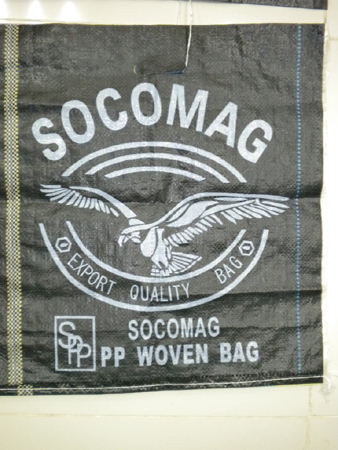 SOCOMAG
EXPORT QUALITY BAG
SPP
SOCOMAG
PP WOVEN BAG